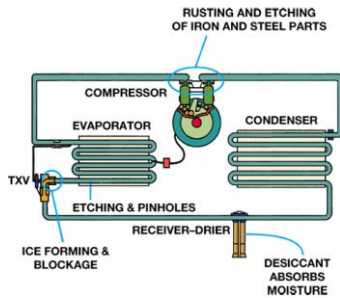 RUSTING AND ETCHING
OF IRON AND STEEL PARTS
COMPRESSOR
EVAPORATOR
CONDENSER
TXV
ETCHING & PINHOLES
ICE FORMING &
BLOCKAGE
RECEIVER–DRIER
DESICCANT
ABSORBS
MOISTURE